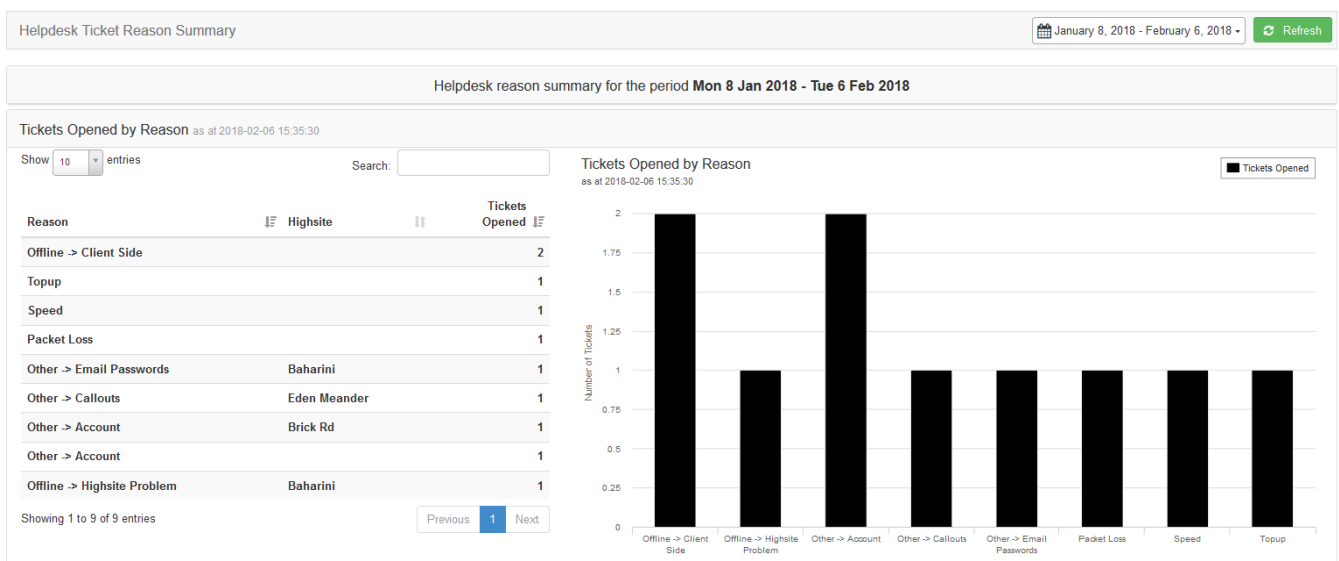 Helpdesk Ticket Reason Summary
January 8, 2018 - February 6, 2018
Refresh
Helpdesk reason summary for the period Mon 8 Jan 2018 - Tue 6 Feb 2018
Tickets Opened by Reason as at 2018-02-06 15:35:30
Show 10 entries
Search:
Reason Highsite Tickets Opened
Offline -> Client Side 2
Topup 1
Speed 1
Packet Loss 1
Other -> Email Passwords Baharini 1
Other -> Callouts Eden Meander 1
Other -> Account Brick Rd 1
Other -> Account 1
Offline -> Highsite Problem Baharini 1
Showing 1 to 9 of 9 entries
Previous 1 Next
Tickets Opened by Reason
as at 2018-02-06 15:35:30
Tickets Opened
Number of Tickets
2
1.75
1.5
1.25
1
0.75
0.5
0.25
0
Offline -> Client Side
Offline -> Highsite Problem
Other -> Account
Other -> Callouts
Other -> Email Passwords
Packet Loss
Speed
Topup